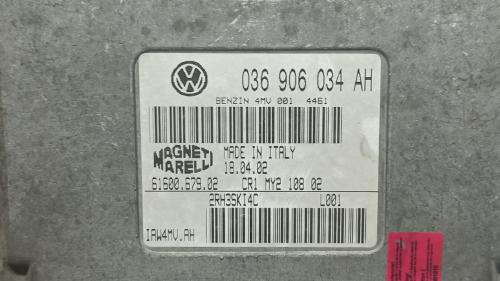 036 906 034 AH
BENZIN 4MV 001 4461
MAGNETI MARELLI
MADE IN ITALY
18.04.02
61600.679.02 CR1 MY2 108 02
2RH3SKI4C L001
IAW4MV.AH